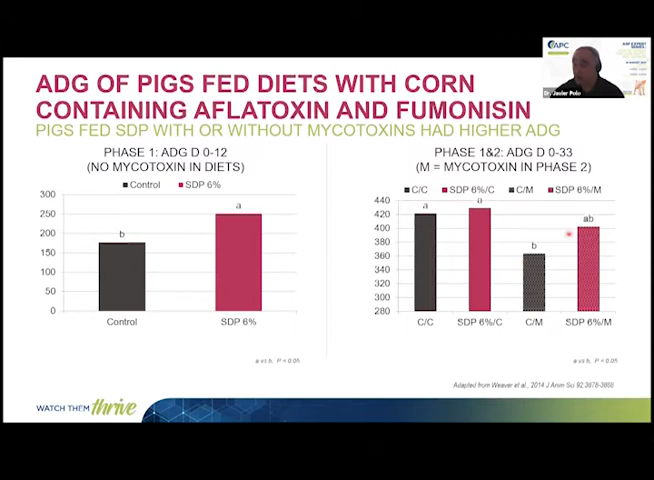 APC
Dr. Javier Polo
ADG OF PIGS FED DIETS WITH CORN
CONTAINING AFLATOXIN AND FUMONISIN
PIGS FED SDP WITH OR WITHOUT MYCOTOXINS HAD HIGHER ADG
PHASE 1: ADG D 0-12
(NO MYCOTOXIN IN DIETS)
Control SDP 6%
300
250
200
150
100
50
0
b
a
Control SDP 6%
a vs b, P < 0.05
PHASE 1&2: ADG D 0-33
(M = MYCOTOXIN IN PHASE 2)
C/C SDP 6%/C C/M SDP 6%/M
440
420
400
380
360
340
320
300
280
a
a
b
ab
C/C SDP 6%/C C/M SDP 6%/M
a vs b, P < 0.05
Adapted from Weaver et al., 2014 J Anim Sci 92:3878-3888
WATCH THEM thrive